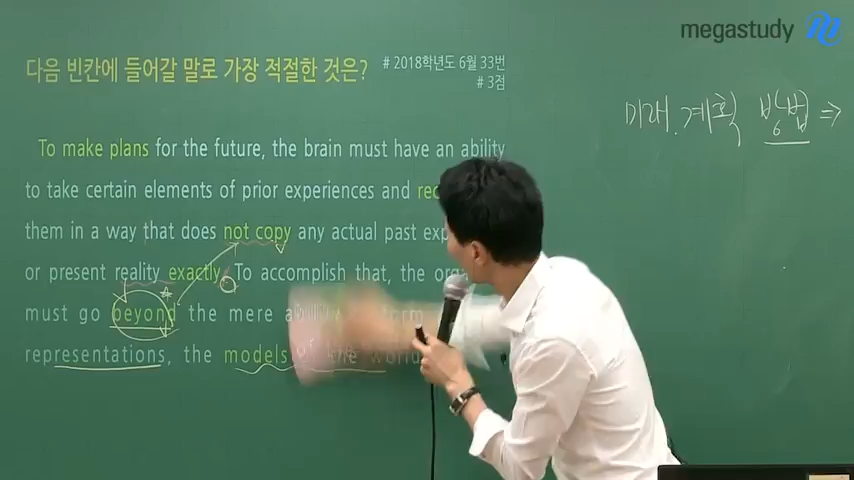 megastudy
다음 빈칸에 들어갈 말로 가장 적절한 것은?
# 2018학년도 6월 33번
# 3점
미래. 계획 방법 ⇒
To make plans for the future, the brain must have an ability
to take certain elements of prior experiences and
them in a way that does not copy any actual past
or present reality exactly. To accomplish that, the
must go beyond the mere ability
representations, the models of the world